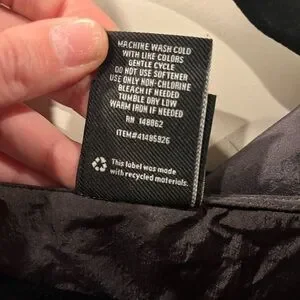 MACHINE WASH COLD
WITH LIKE COLORS
GENTLE CYCLE
DO NOT USE SOFTENER
USE ONLY NON-CHLORINE
BLEACH IF NEEDED
TUMBLE DRY LOW
WARM IRON IF NEEDED
RN 148062
ITEM#41485826
This label was made
with recycled materials.